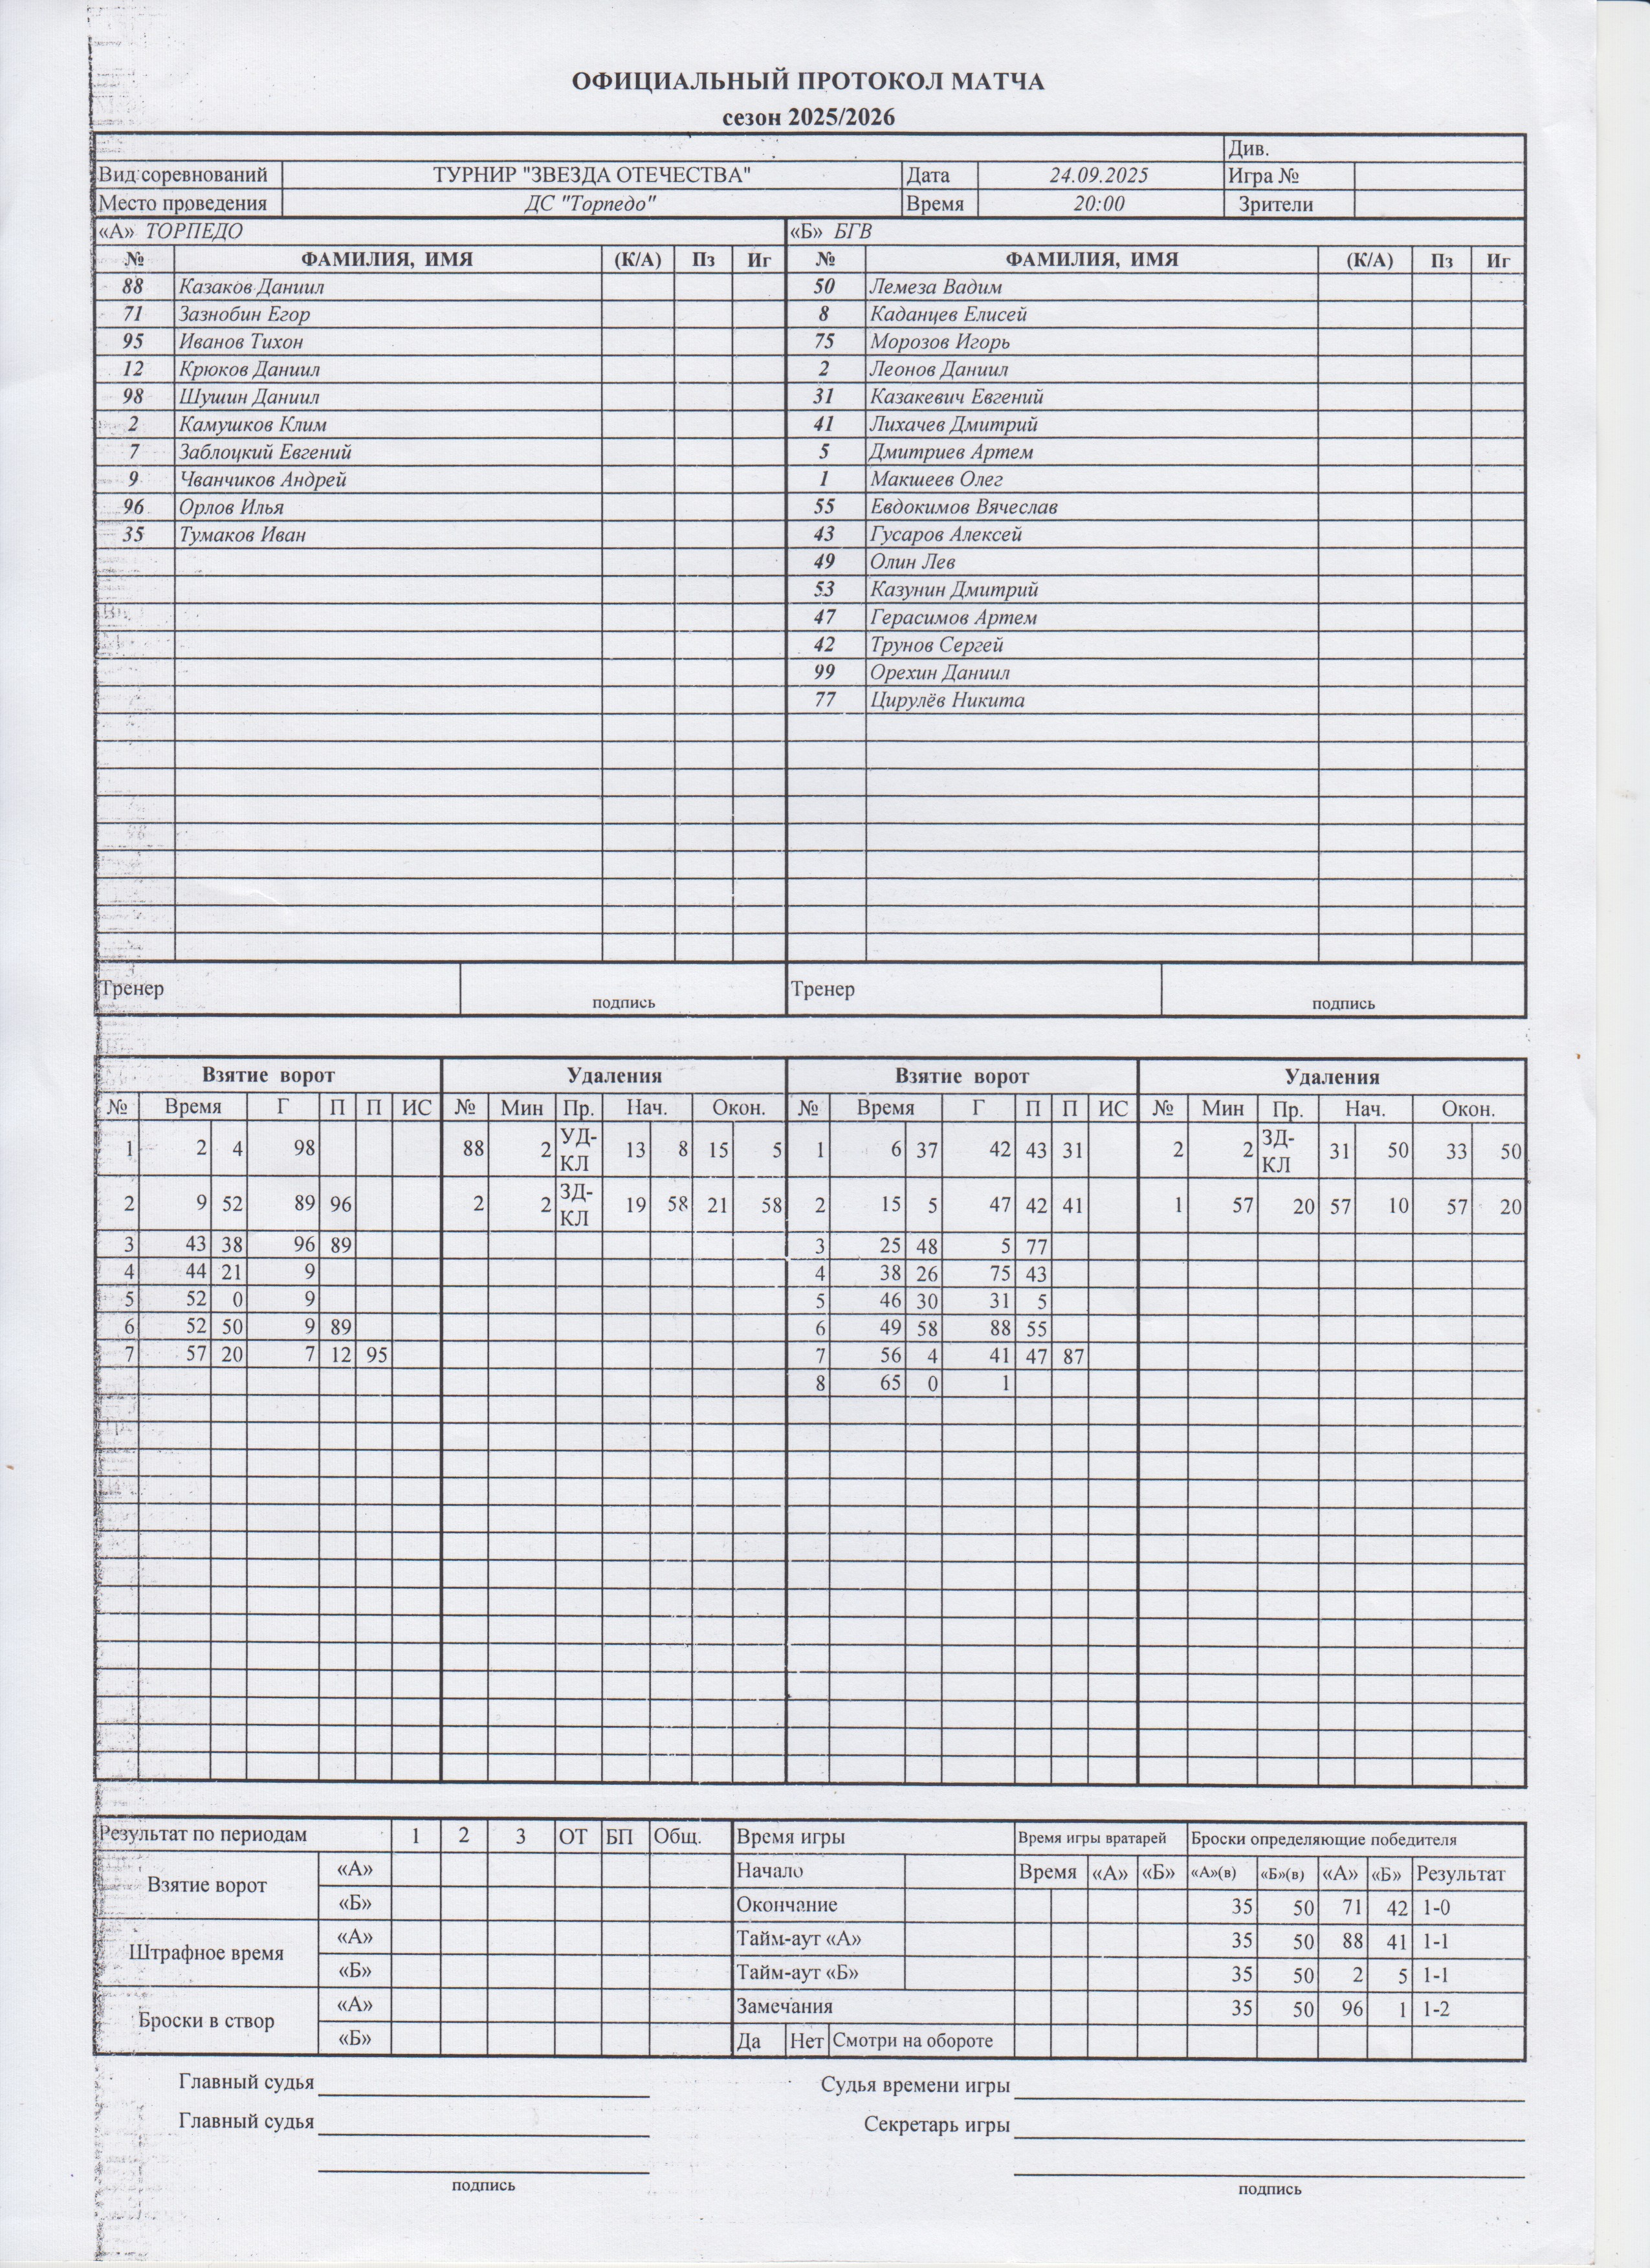 ОФИЦИАЛЬНЫЙ ПРОТОКОЛ МАТЧА
сезон 2025/2026
Див.
Вид соревнований ТУРНИР "ЗВЕЗДА ОТЕЧЕСТВА" Дата 24.09.2025 Игра №
Место проведения ДС "Торпедо" Время 20:00 Зрители
«А» ТОРПЕДО «Б» БГВ
№ ФАМИЛИЯ, ИМЯ (К/А) Пз Иг № ФАМИЛИЯ, ИМЯ (К/А) Пз Иг
88 Казаков Даниил 50 Лемеза Вадим
71 Зазнобин Егор 8 Каданцев Елисей
95 Иванов Тихон 75 Морозов Игорь
12 Крюков Даниил 2 Леонов Даниил
98 Шушин Даниил 31 Казакевич Евгений
2 Камушков Клим 41 Лихачев Дмитрий
7 Заблоцкий Евгений 5 Дмитриев Артем
9 Чванчиков Андрей 1 Макшеев Олег
96 Орлов Илья 55 Евдокимов Вячеслав
35 Тумаков Иван 43 Гусаров Алексей
49 Олин Лев
53 Казунин Дмитрий
47 Герасимов Артем
42 Трунов Сергей
99 Орехин Даниил
77 Цирулёв Никита
Тренер подпись Тренер подпись
Взятие ворот Удаления Взятие ворот Удаления
№ Время Г П П ИС № Мин Пр. Нач. Окон. № Время Г П П ИС № Мин Пр. Нач. Окон.
1 2 4 98 88 2 УД-КЛ 13 8 15 5 1 6 37 42 43 31 2 2 ЗД-КЛ 31 50 33 50
2 9 52 89 96 2 2 ЗД-КЛ 19 58 21 58 2 15 5 47 42 41 1 57 20 57 10 57 20
3 43 38 96 89 3 25 48 5 77
4 44 21 9 4 38 26 75 43
5 52 0 9 5 46 30 31 5
6 52 50 9 89 6 49 58 88 55
7 57 20 7 12 95 7 56 4 41 47 87
8 65 0 1
Результат по периодам 1 2 3 ОТ БП Общ. Время игры Время игры вратарей Броски определяющие победителя
Взятие ворот «А» Начало Время «А» «Б» «А»(в) «Б»(в) «А» «Б» Результат
«Б» Окончание 35 50 71 42 1-0
Штрафное время «А» Тайм-аут «А» 35 50 88 41 1-1
«Б» Тайм-аут «Б» 35 50 2 5 1-1
Броски в створ «А» Замечания 35 50 96 1 1-2
«Б» Да Нет Смотри на обороте
Главный судья Судья времени игры
Главный судья Секретарь игры
подпись подпись